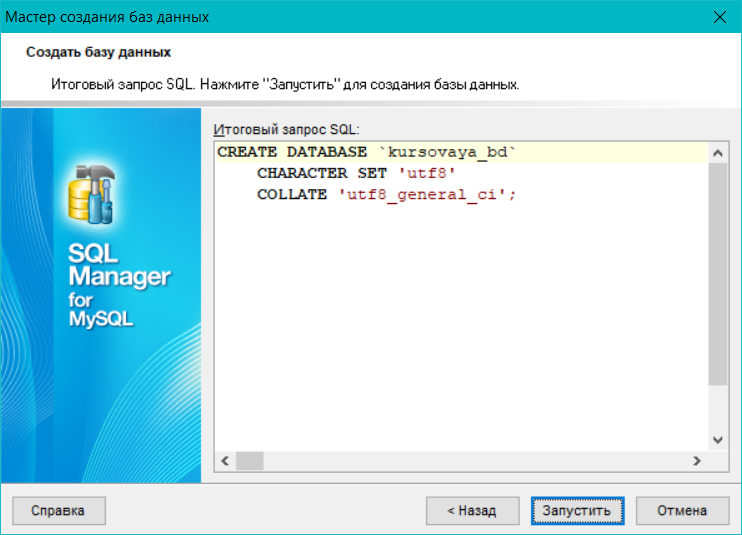 Мастер создания баз данных
Создать базу данных
Итоговый запрос SQL. Нажмите "Запустить" для создания базы данных.
Итоговый запрос SQL:
CREATE DATABASE `kursovaya_bd`
CHARACTER SET 'utf8'
COLLATE 'utf8_general_ci';
SQL
Manager
for
MySQL
Справка
< Назад
Запустить
Отмена